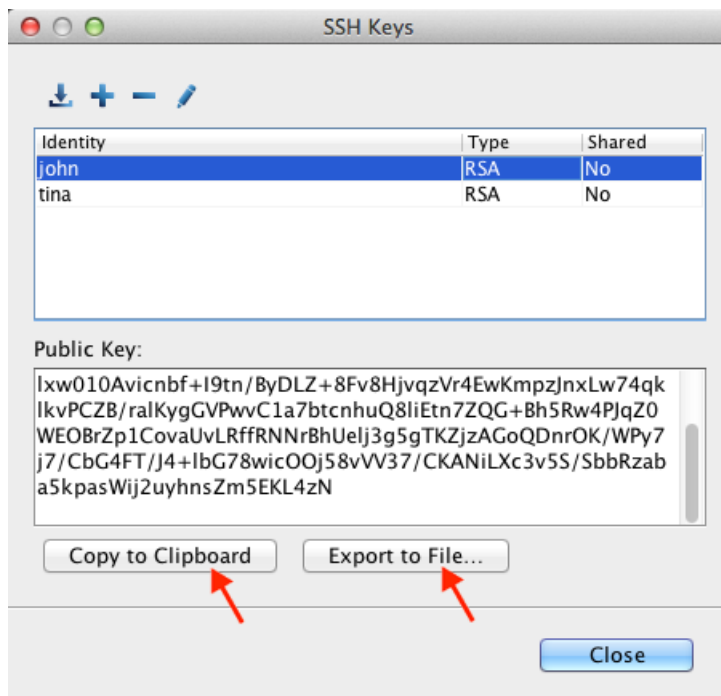 SSH Keys
Identity Type Shared
john RSA No
tina RSA No
Public Key:
lxw010Avicnbf+I9tn/ByDLZ+8Fv8HjvqzVr4EwKmpzJnxLw74qk
lkvPCZB/ralKygGVPwvC1a7btcnhuQ8liEtn7ZQG+Bh5Rw4PJqZ0
WEOBrZp1CovaUvLRffRNNrBhUelj3g5gTKZjzAGoQDnrOK/WPy7
j7/CbG4FT/J4+lbG78wicOOj58vVV37/CKANiLXc3v5S/SbbRzab
a5kpasWij2uyhnsZm5EKL4zN
Copy to Clipboard Export to File...
Close